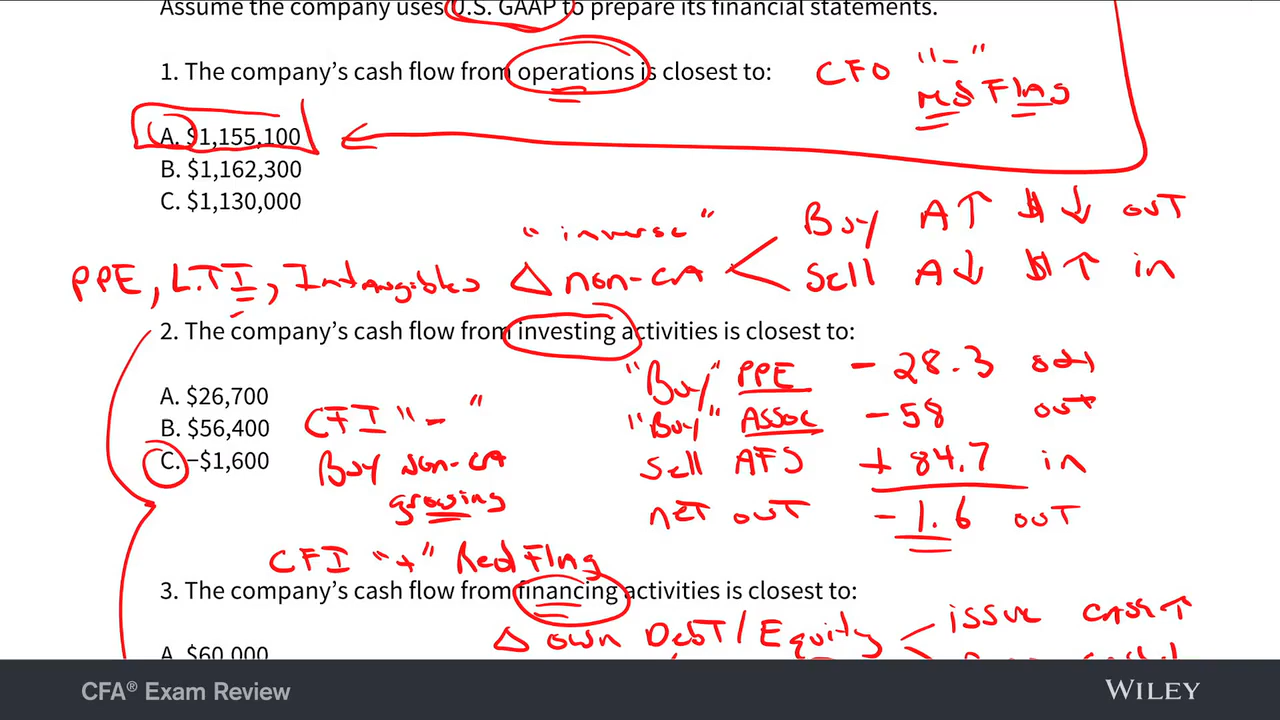 Assume the company uses U.S. GAAP to prepare its financial statements.
1. The company's cash flow from operations is closest to:
CFO "-"
Red Flag
A. $1,155,100
B. $1,162,300
C. $1,130,000
"inverse"
Buy A↑ $↓ out
PPE, LTI, Intangibles Δ non-CA
Sell A↓ $↑ in
2. The company's cash flow from investing activities is closest to:
"Buy" PPE - 28.3 out
A. $26,700
B. $56,400
CFI "-"
"Buy" Assoc - 58 out
C. −$1,600
Buy non-CA
growing
Sell AFS + 84.7 in
net out - 1.6 out
CFI "+" Red Flag
3. The company's cash flow from financing activities is closest to:
Δ own Debt/Equity
issue cash↑
A. $60,000
CFA® Exam Review
WILEY